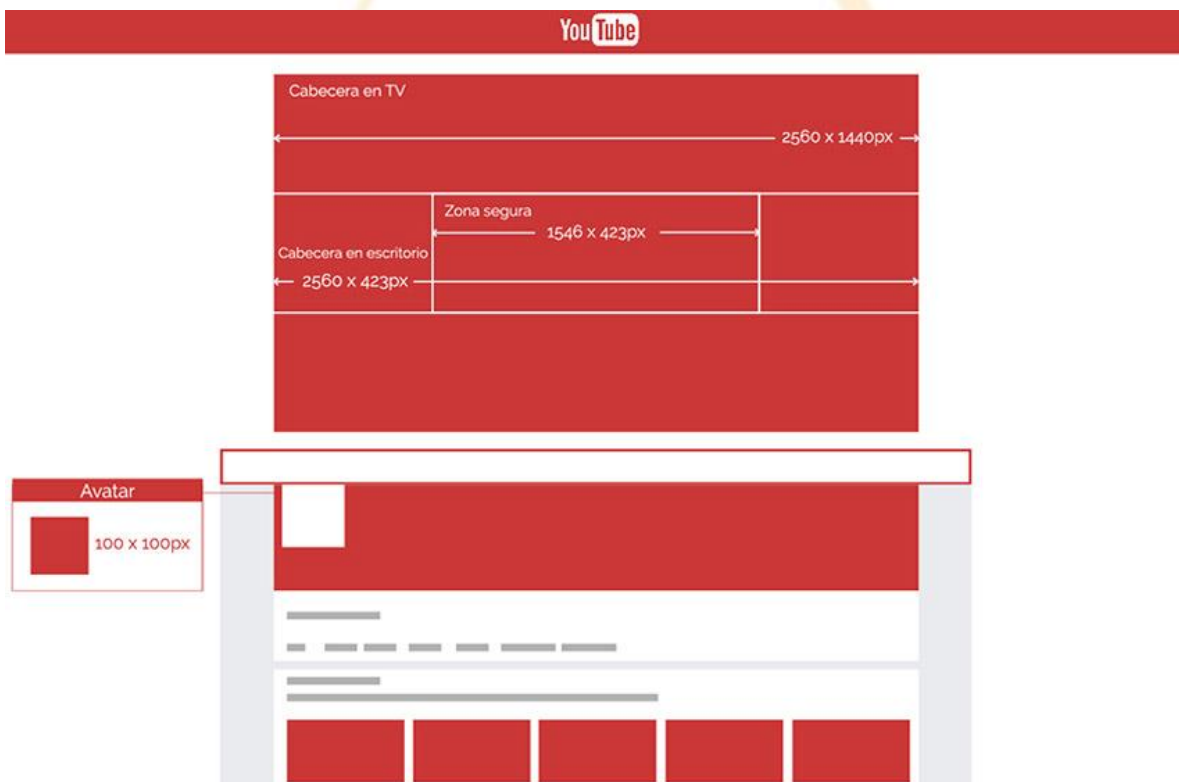 YouTube
Cabecera en TV
2560 x 1440px
Zona segura
1546 x 423px
Cabecera en escritorio
2560 x 423px
Avatar
100 x 100px